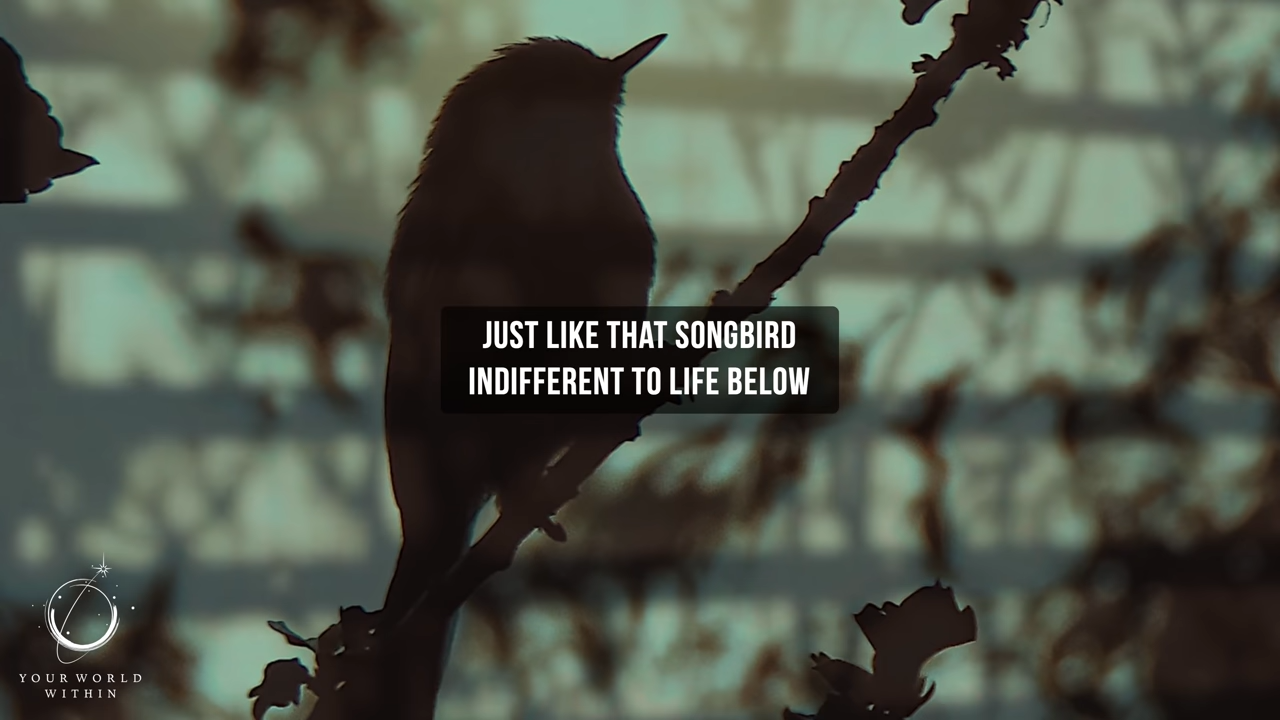 JUST LIKE THAT SONGBIRD
INDIFFERENT TO LIFE BELOW
YOUR WORLD
WITHIN